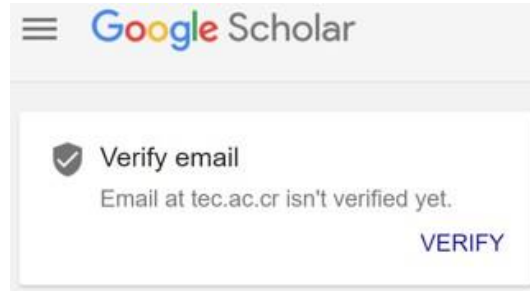 Google Scholar
Verify email
Email at tec.ac.cr isn't verified yet.
VERIFY